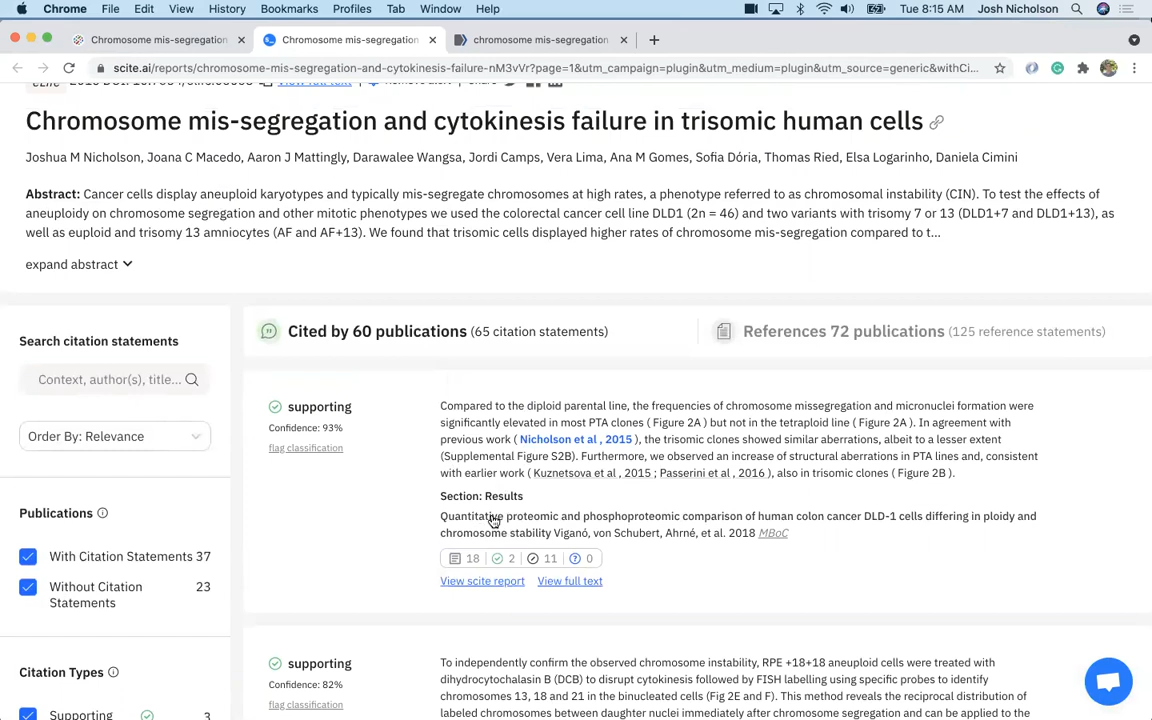 Chrome File Edit View History Bookmarks Profiles Tab Window Help Tue 8:15 AM Josh Nicholson
Chromosome mis-segregation Chromosome mis-segregation chromosome mis-segregation
scite.ai/reports/chromosome-mis-segregation-and-cytokinesis-failure-nM3vVr?page=1&utm_campaign=plugin&utm_medium=plugin&utm_source=generic&withCi...
Chromosome mis-segregation and cytokinesis failure in trisomic human cells
Joshua M Nicholson, Joana C Macedo, Aaron J Mattingly, Darawalee Wangsa, Jordi Camps, Vera Lima, Ana M Gomes, Sofia Dória, Thomas Ried, Elsa Logarinho, Daniela Cimini
Abstract: Cancer cells display aneuploid karyotypes and typically mis-segregate chromosomes at high rates, a phenotype referred to as chromosomal instability (CIN). To test the effects of
aneuploidy on chromosome segregation and other mitotic phenotypes we used the colorectal cancer cell line DLD1 (2n = 46) and two variants with trisomy 7 or 13 (DLD1+7 and DLD1+13), as
well as euploid and trisomy 13 amniocytes (AF and AF+13). We found that trisomic cells displayed higher rates of chromosome mis-segregation compared to t...
expand abstract
Search citation statements
Context, author(s), title...
Order By: Relevance
Publications
With Citation Statements 37
Without Citation 23
Statements
Citation Types
Supporting 3
Cited by 60 publications (65 citation statements)
References 72 publications (125 reference statements)
supporting
Confidence: 93%
flag classification
Compared to the diploid parental line, the frequencies of chromosome missegregation and micronuclei formation were
significantly elevated in most PTA clones ( Figure 2A ) but not in the tetraploid line ( Figure 2A ). In agreement with
previous work ( Nicholson et al , 2015 ), the trisomic clones showed similar aberrations, albeit to a lesser extent
(Supplemental Figure S2B). Furthermore, we observed an increase of structural aberrations in PTA lines and, consistent
with earlier work ( Kuznetsova et al , 2015 ; Passerini et al , 2016 ), also in trisomic clones ( Figure 2B ).
Section: Results
Quantitative proteomic and phosphoproteomic comparison of human colon cancer DLD-1 cells differing in ploidy and
chromosome stability Viganó, von Schubert, Ahrné, et al. 2018 MBoC
18 2 11 0
View scite report View full text
supporting
Confidence: 82%
flag classification
To independently confirm the observed chromosome instability, RPE +18+18 aneuploid cells were treated with
dihydrocytochalasin B (DCB) to disrupt cytokinesis followed by FISH labelling using specific probes to identify
chromosomes 13, 18 and 21 in the binucleated cells (Fig 2E and F). This method reveals the reciprocal distribution of
labeled chromosomes between daughter nuclei immediately after chromosome segregation and can be applied to the